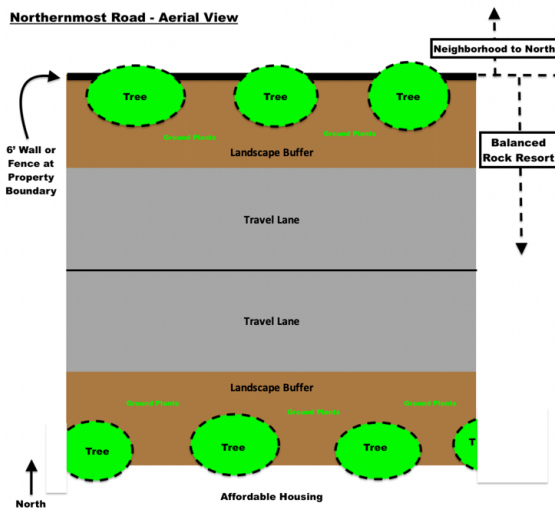 Northernmost Road - Aerial View
Neighborhood to North
Tree
Tree
Tree
Ground Plants
Ground Plants
6' Wall or
Fence at
Property
Boundary
Landscape Buffer
Balanced
Rock Resort
Travel Lane
Travel Lane
Landscape Buffer
Ground Plants
Ground Plants
Ground Plants
Tree
Tree
Tree
T
North
Affordable Housing